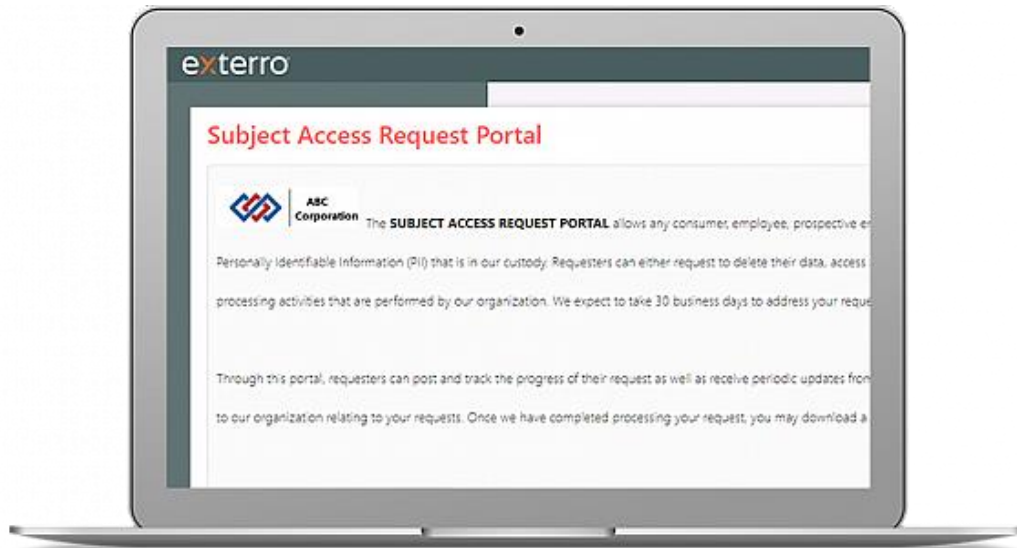 exterro
Subject Access Request Portal
ABC
Corporation
The SUBJECT ACCESS REQUEST PORTAL allows any consumer, employee, prospective
Personally Identifiable Information (PII) that is in our custody. Requesters can either request to delete their data, access
processing activities that are performed by our organization. We expect to take 30 business days to address your
Through this portal, requesters can post and track the progress of their request as well as receive periodic updates from
to our organization relating to your requests. Once we have completed processing your request, you may download a